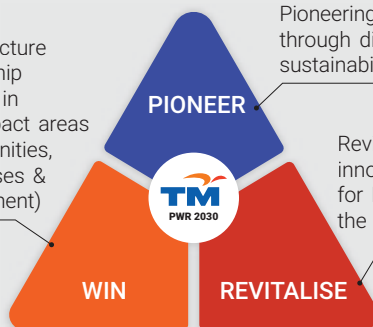 Pioneering
through di
sustainabi
cture
hip
in
pact areas
nities,
ses &
ment)
PIONEER
Rev
inno
for
the
TM
PWR 2030
WIN
REVITALISE